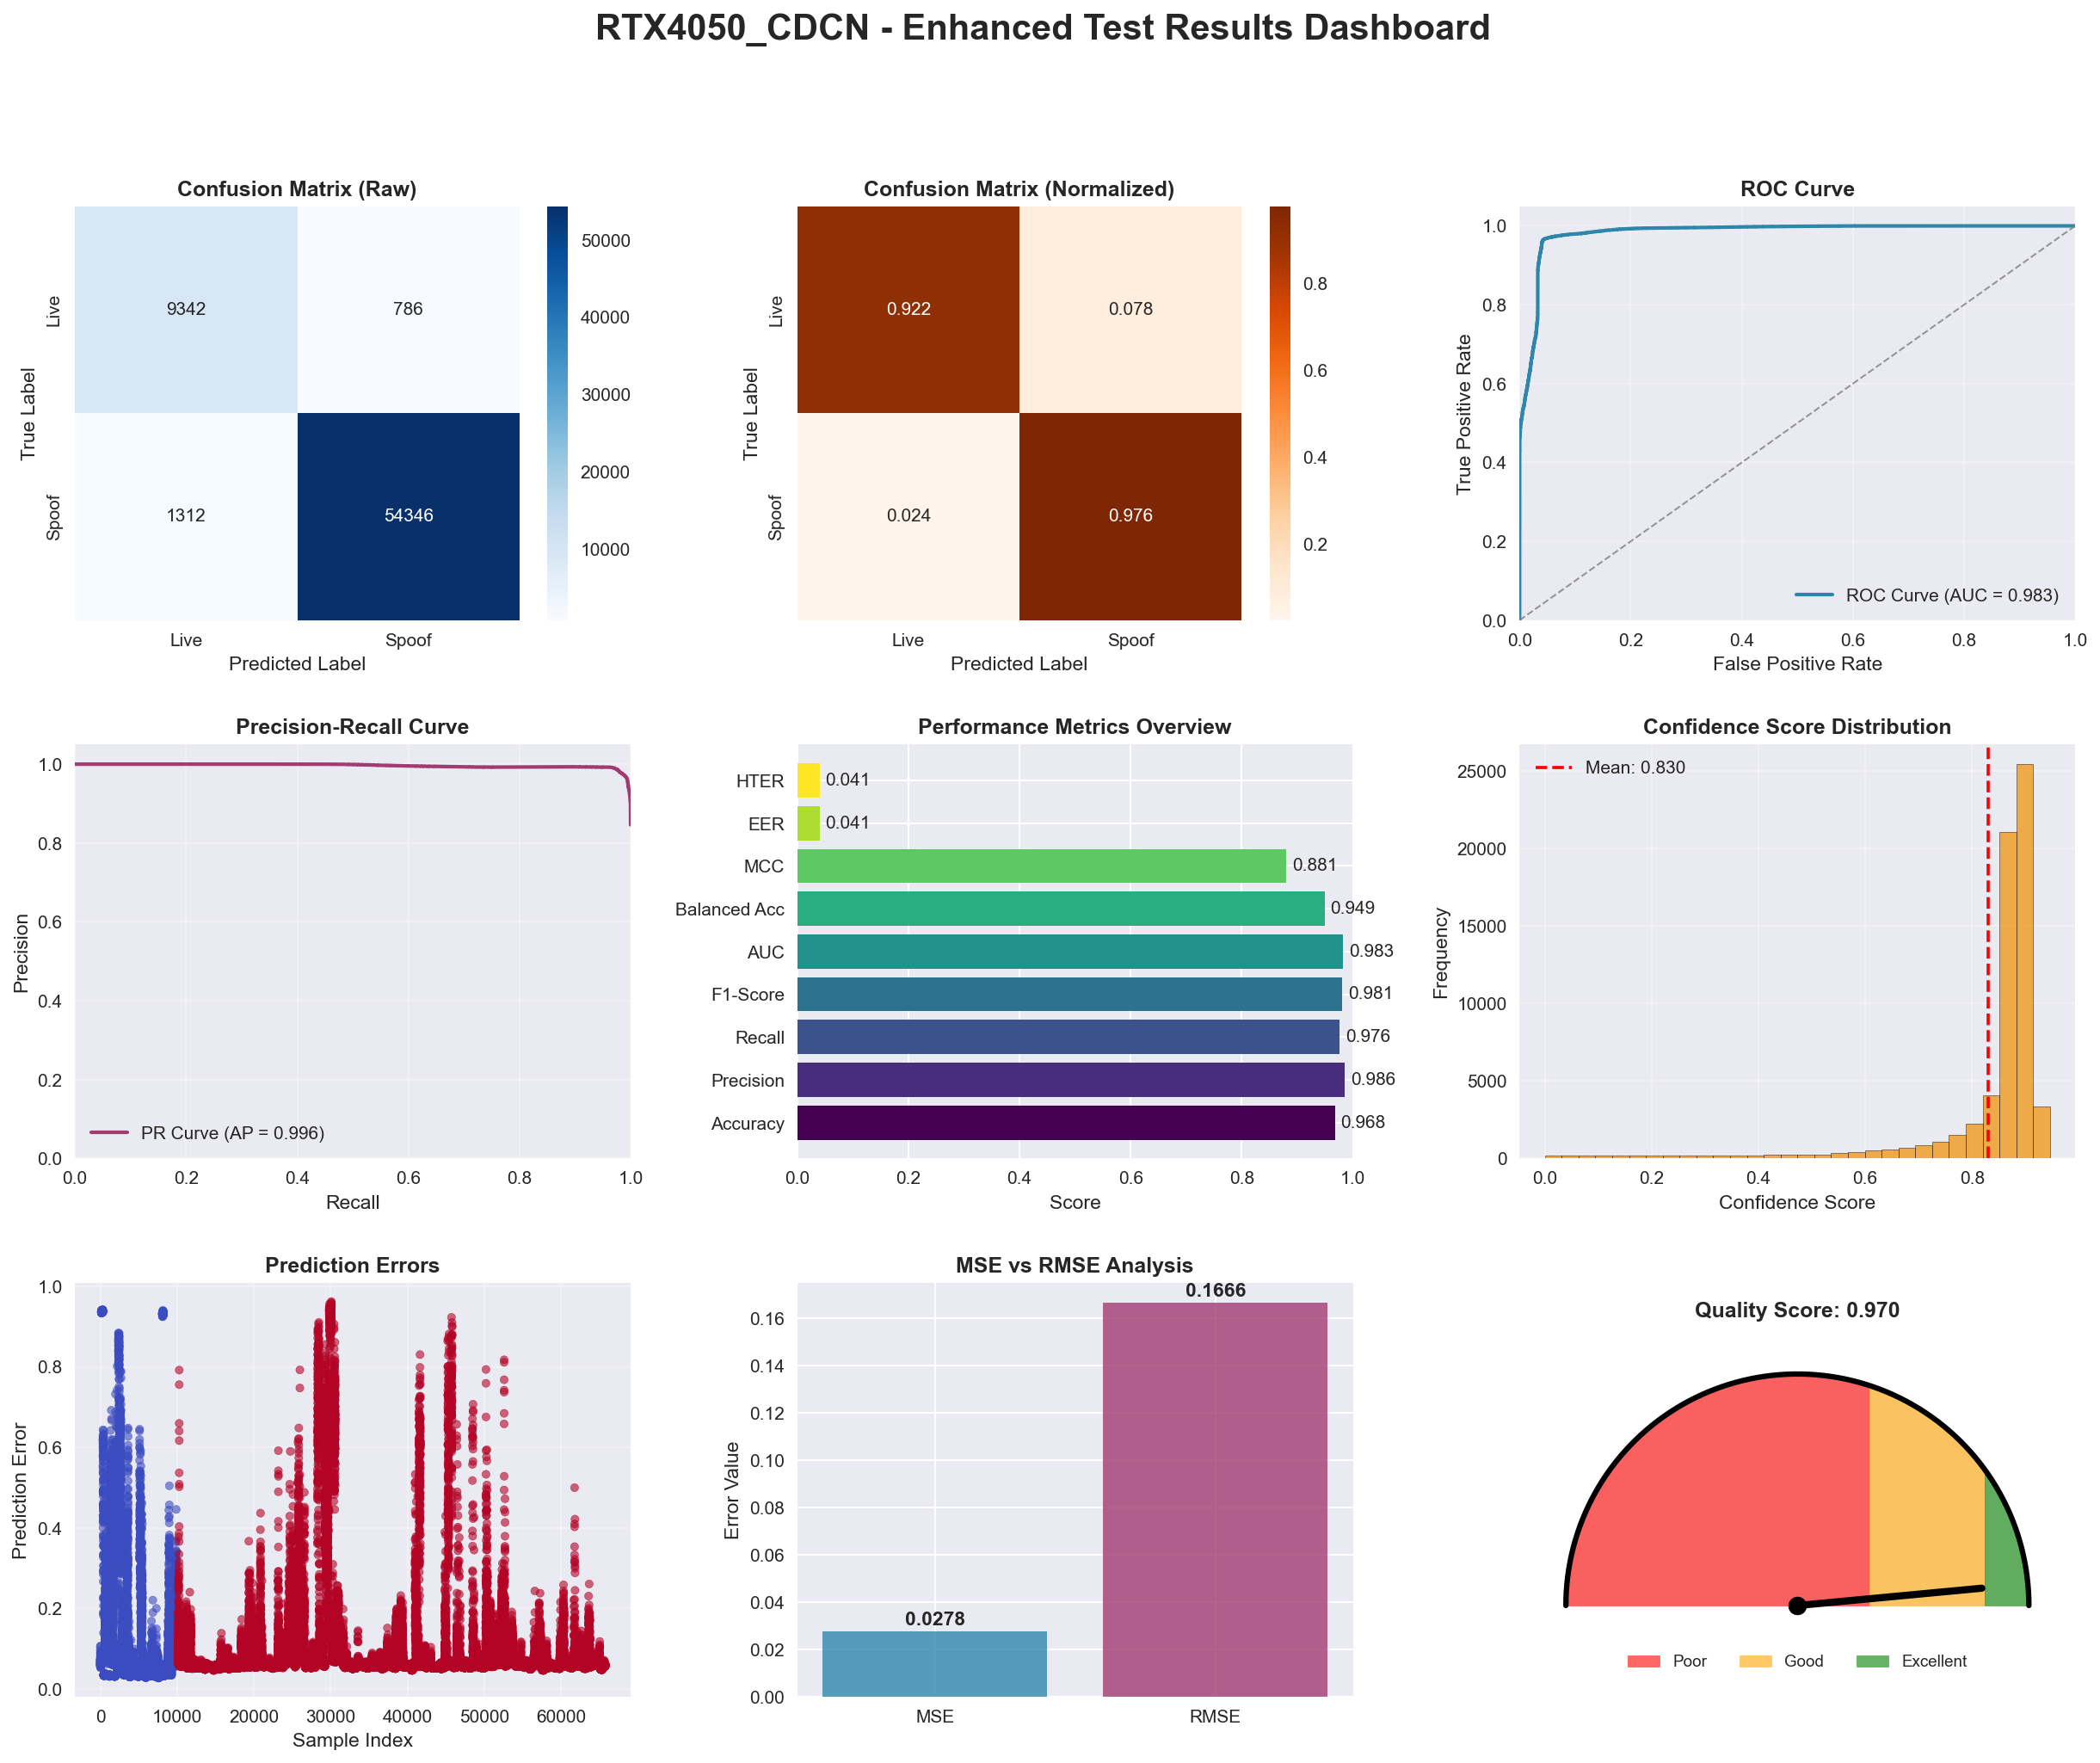 RTX4050_CDCN - Enhanced Test Results Dashboard
Confusion Matrix (Raw)
True Label
Live
Spoof
9342
786
1312
54346
Live
Spoof
Predicted Label
50000
40000
30000
20000
10000
Confusion Matrix (Normalized)
True Label
Live
Spoof
0.922
0.078
0.024
0.976
Live
Spoof
Predicted Label
0.8
0.6
0.4
0.2
ROC Curve
True Positive Rate
1.0
0.8
0.6
0.4
0.2
0.0
ROC Curve (AUC = 0.983)
0.0
0.2
0.4
0.6
0.8
1.0
False Positive Rate
Precision-Recall Curve
Precision
1.0
0.8
0.6
0.4
0.2
0.0
PR Curve (AP = 0.996)
0.0
0.2
0.4
0.6
0.8
1.0
Recall
Performance Metrics Overview
HTER
0.041
EER
0.041
MCC
0.881
Balanced Acc
0.949
AUC
0.983
F1-Score
0.981
Recall
0.976
Precision
0.986
Accuracy
0.968
0.0
0.2
0.4
0.6
0.8
1.0
Score
Confidence Score Distribution
Mean: 0.830
Frequency
25000
20000
15000
10000
5000
0
0.0
0.2
0.4
0.6
0.8
Confidence Score
Prediction Errors
Prediction Error
1.0
0.8
0.6
0.4
0.2
0.0
0
10000
20000
30000
40000
50000
60000
Sample Index
MSE vs RMSE Analysis
Error Value
0.16
0.14
0.12
0.10
0.08
0.06
0.04
0.02
0.00
0.0278
0.1666
MSE
RMSE
Quality Score: 0.970
Poor
Good
Excellent